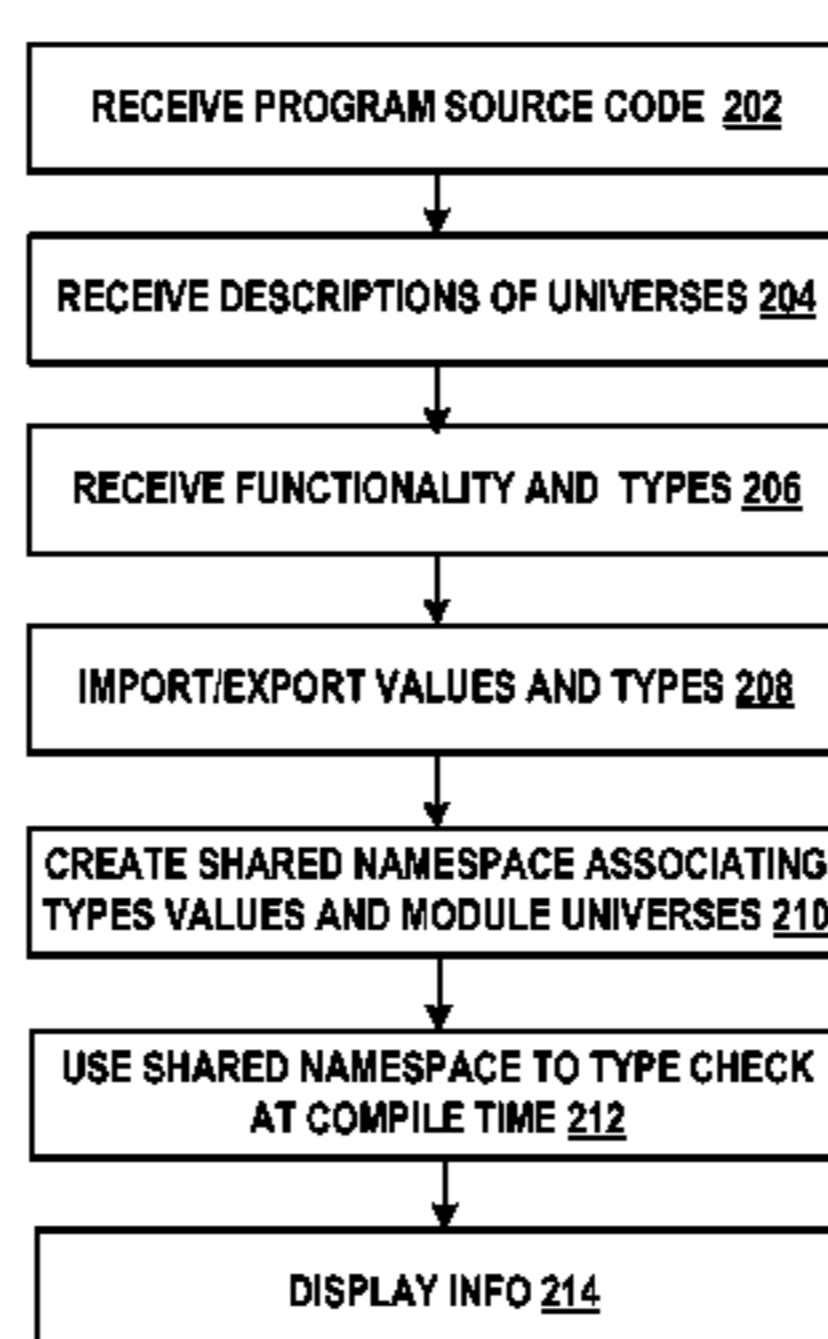 RECEIVE PROGRAM SOURCE CODE 202
RECEIVE DESCRIPTIONS OF UNIVERSES 204
RECEIVE FUNCTIONALITY AND TYPES 206
IMPORT/EXPORT VALUES AND TYPES 208
CREATE SHARED NAMESPACE ASSOCIATING
TYPES VALUES AND MODULE UNIVERSES 210
USE SHARED NAMESPACE TO TYPE CHECK
AT COMPILE TIME 212
DISPLAY INFO 214